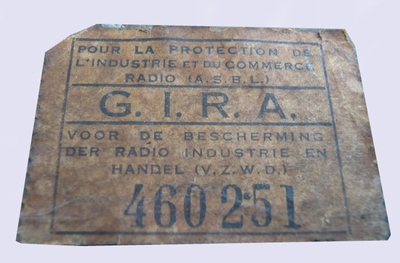 POUR LA PROTECTION DE
L'INDUSTRIE ET DU COMMERCE
RADIO (A.S.B.L.)
G. I. R. A.
VOOR DE BESCHERMING
DER RADIO INDUSTRIE EN
HANDEL (V.Z.W.D.)
460251